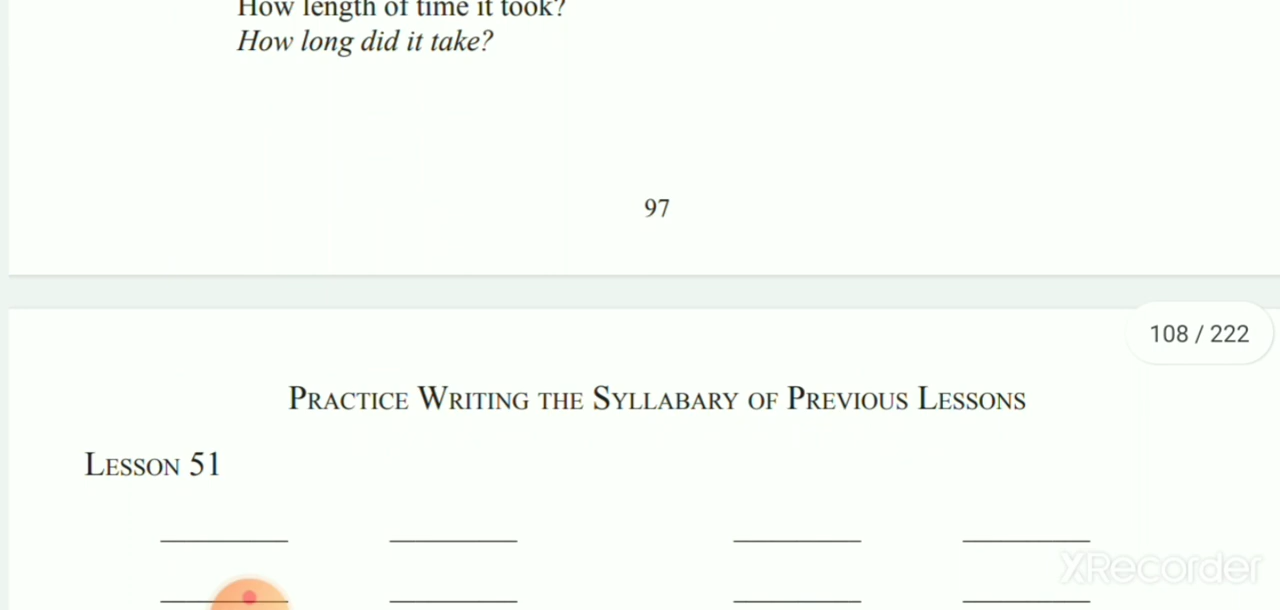 How length of time it took?
How long did it take?
97
108 / 222
PRACTICE WRITING THE SYLLABARY OF PREVIOUS LESSONS
LESSON 51
XRecorder